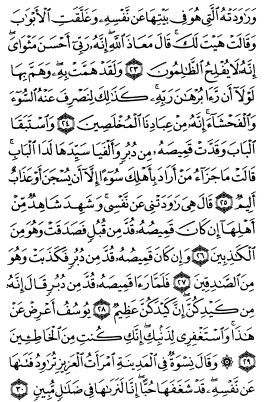 وَرَٰوَدَتْهُ ٱلَّتِى هُوَ فِى بَيْتِهَا عَن نَّفْسِهِۦ وَغَلَّقَتِ ٱلْأَبْوَٰبَ
وَقَالَتْ هَيْتَ لَكَ ۚ قَالَ مَعَاذَ ٱللَّهِ ۖ إِنَّهُۥ رَبِّىٓ أَحْسَنَ مَثْوَاىَ ۖ
إِنَّهُۥ لَا يُفْلِحُ ٱلظَّٰلِمُونَ ٢٣ وَلَقَدْ هَمَّتْ بِهِۦ ۖ وَهَمَّ بِهَا
لَوْلَآ أَن رَّءَا بُرْهَٰنَ رَبِّهِۦ ۚ كَذَٰلِكَ لِنَصْرِفَ عَنْهُ ٱلسُّوٓءَ
وَٱلْفَحْشَآءَ ۚ إِنَّهُۥ مِنْ عِبَادِنَا ٱلْمُخْلَصِينَ ٢٤ وَٱسْتَبَقَا
ٱلْبَابَ وَقَدَّتْ قَمِيصَهُۥ مِن دُبُرٍ وَأَلْفَيَا سَيِّدَهَا لَدَا ٱلْبَابِ ۚ
قَالَتْ مَا جَزَآءُ مَنْ أَرَادَ بِأَهْلِكَ سُوٓءًا إِلَّآ أَن يُسْجَنَ أَوْ عَذَابٌ
أَلِيمٌ ٢٥ قَالَ هِىَ رَٰوَدَتْنِى عَن نَّفْسِى ۚ وَشَهِدَ شَاهِدٌ مِّنْ
أَهْلِهَآ إِن كَانَ قَمِيصُهُۥ قُدَّ مِن قُبُلٍ فَصَدَقَتْ وَهُوَ مِنَ
ٱلْكَٰذِبِينَ ٢٦ وَإِن كَانَ قَمِيصُهُۥ قُدَّ مِن دُبُرٍ فَكَذَبَتْ وَهُوَ
مِنَ ٱلصَّٰدِقِينَ ٢٧ فَلَمَّا رَءَا قَمِيصَهُۥ قُدَّ مِن دُبُرٍ قَالَ إِنَّهُۥ
مِن كَيْدِكُنَّ ۖ إِنَّ كَيْدَكُنَّ عَظِيمٌ ٢٨ يُوسُفُ أَعْرِضْ عَنْ
هَٰذَا ۚ وَٱسْتَغْفِرِى لِذَنۢبِكِ ۖ إِنَّكِ كُنتِ مِنَ ٱلْخَاطِـِٔينَ
٢٩ ۞ وَقَالَ نِسْوَةٌ فِى ٱلْمَدِينَةِ ٱمْرَأَتُ ٱلْعَزِيزِ تُرَٰوِدُ فَتَىٰهَا
عَن نَّفْسِهِۦ ۖ قَدْ شَغَفَهَا حُبًّا ۖ إِنَّا لَنَرَىٰهَا فِى ضَلَٰلٍ مُّبِينٍ ٣٠